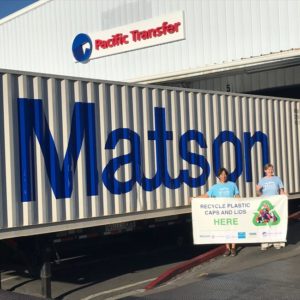 Pacific Transfer
Matson
RECYCLE PLASTIC
CAPS AND LIDS
HERE